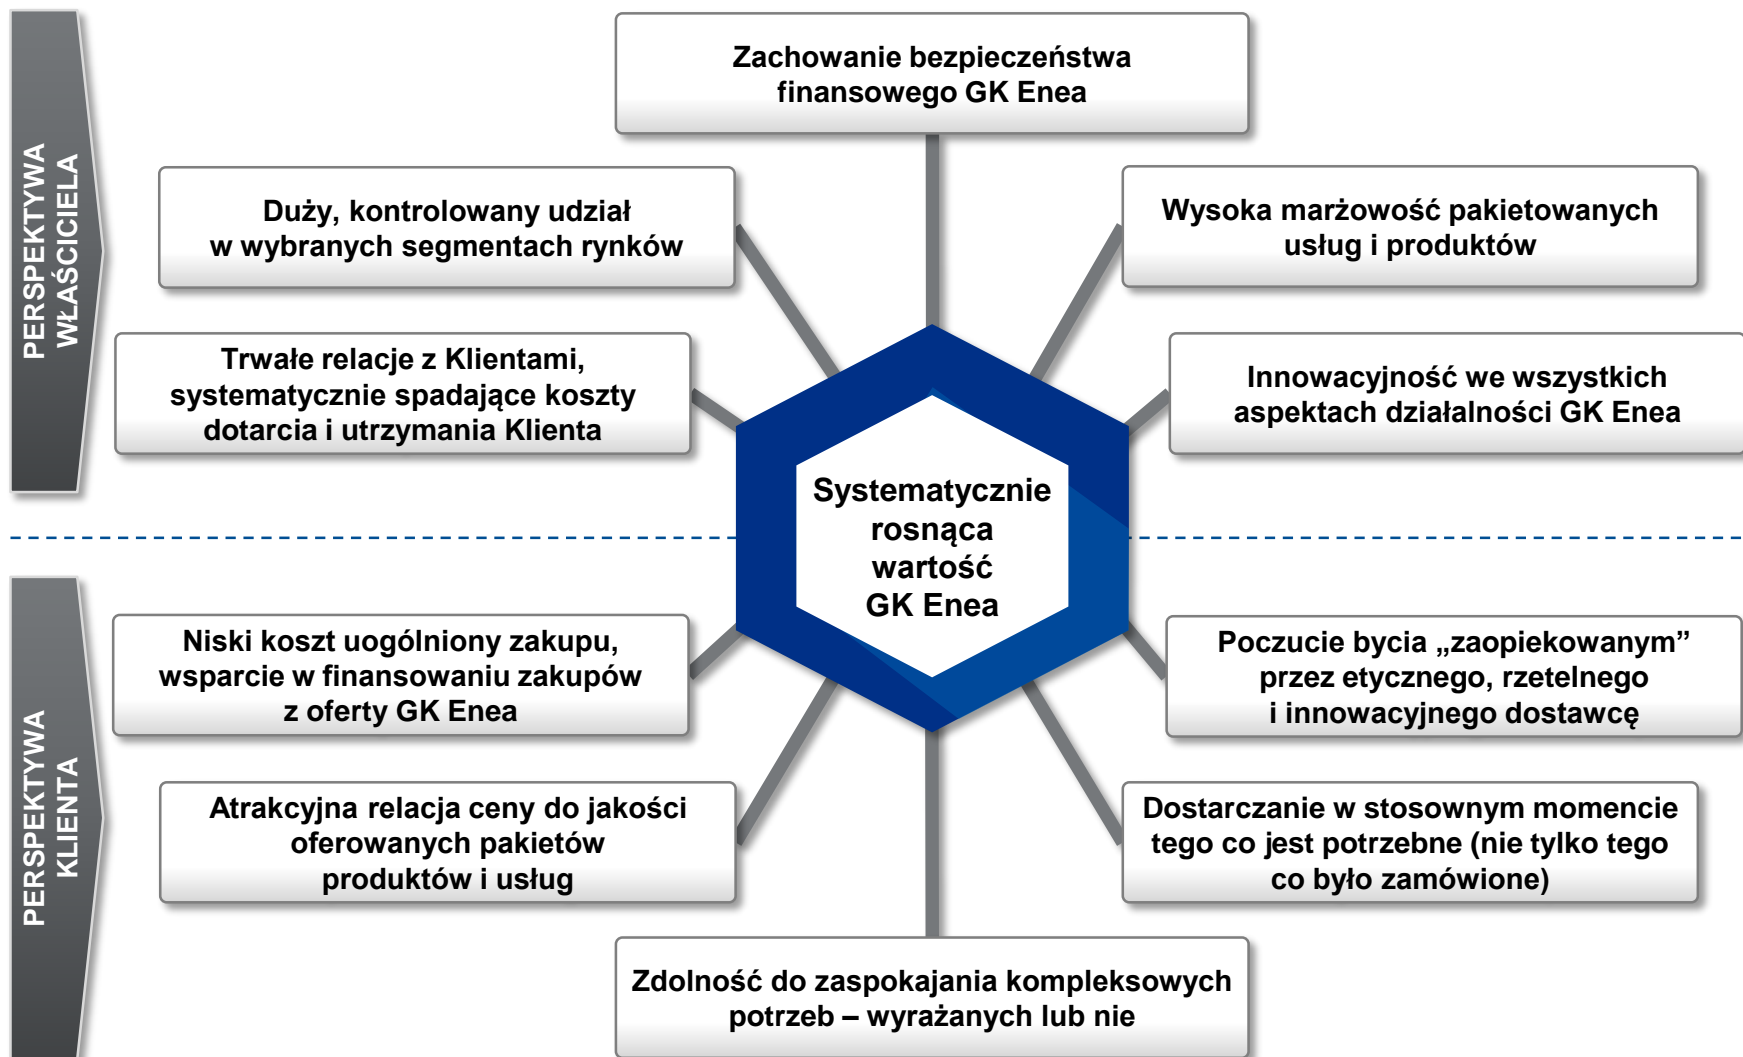 PERSPEKTYWA
WŁAŚCICIELA
Zachowanie bezpieczeństwa
finansowego GK Enea
Duży, kontrolowany udział
w wybranych segmentach rynków
Wysoka marżowość pakietowanych
usług i produktów
Trwałe relacje z Klientami,
systematycznie spadające koszty
dotarcia i utrzymania Klienta
Innowacyjność we wszystkich
aspektach działalności GK Enea
Systematycznie
rosnąca
wartość
GK Enea
PERSPEKTYWA
KLIENTA
Niski koszt uogólniony zakupu,
wsparcie w finansowaniu zakupów
z oferty GK Enea
Poczucie bycia „zaopiekowanym”
przez etycznego, rzetelnego
i innowacyjnego dostawcę
Atrakcyjna relacja ceny do jakości
oferowanych pakietów
produktów i usług
Dostarczanie w stosownym momencie
tego co jest potrzebne (nie tylko tego
co było zamówione)
Zdolność do zaspokajania kompleksowych
potrzeb – wyrażanych lub nie